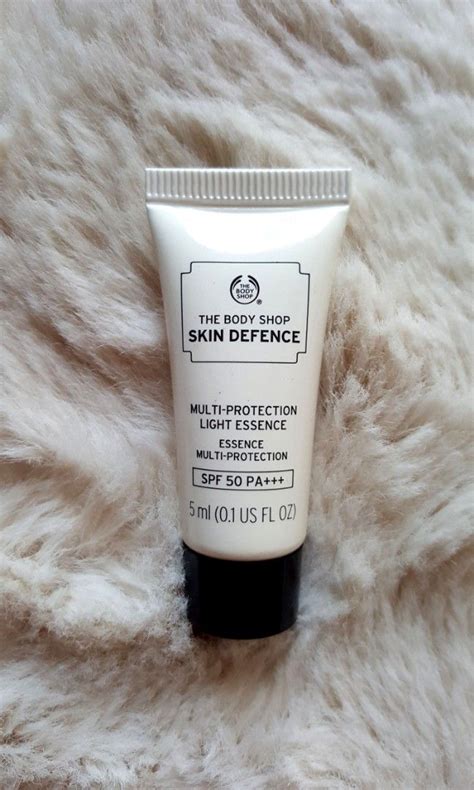 THE
BODY
SHOP
®
THE BODY SHOP
SKIN DEFENCE
MULTI-PROTECTION
LIGHT ESSENCE
ESSENCE
MULTI-PROTECTION
SPF 50 PA+++
5 ml (0.1 US FL OZ)